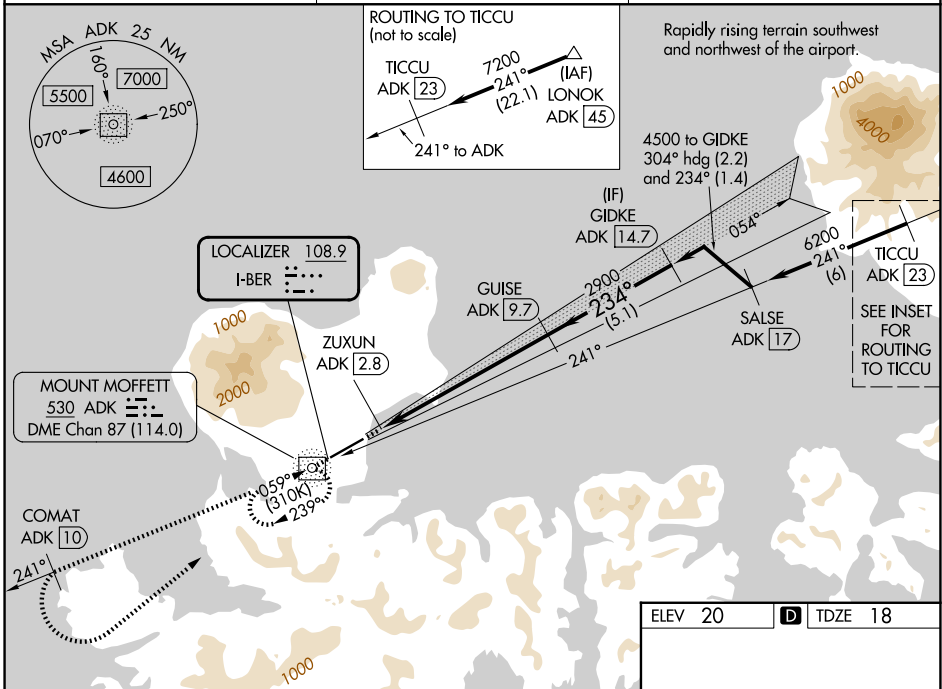 MSA ADK 25 NM
160°
7000
5500
250°
070°
4600
ROUTING TO TICCU
(not to scale)
TICCU
ADK 23
7200
241°
(22.1)
(IAF)
LONOK
ADK 45
241° to ADK
Rapidly rising terrain southwest
and northwest of the airport.
1000
4000
4500 to GIDKE
304° hdg (2.2)
and 234° (1.4)
(IF)
GIDKE
ADK 14.7
054°
6200
241°
(6)
TICCU
ADK 23
SEE INSET
FOR
ROUTING
TO TICCU
LOCALIZER 108.9
I-BER
GUISE
ADK 9.7
2900
234°
(5.1)
241°
SALSE
ADK 17
1000
2000
ZUXUN
ADK 2.8
MOUNT MOFFETT
530 ADK
DME Chan 87 (114.0)
059°
(310K)
239°
COMAT
ADK 10
241°
1000
ELEV 20
D
TDZE 18